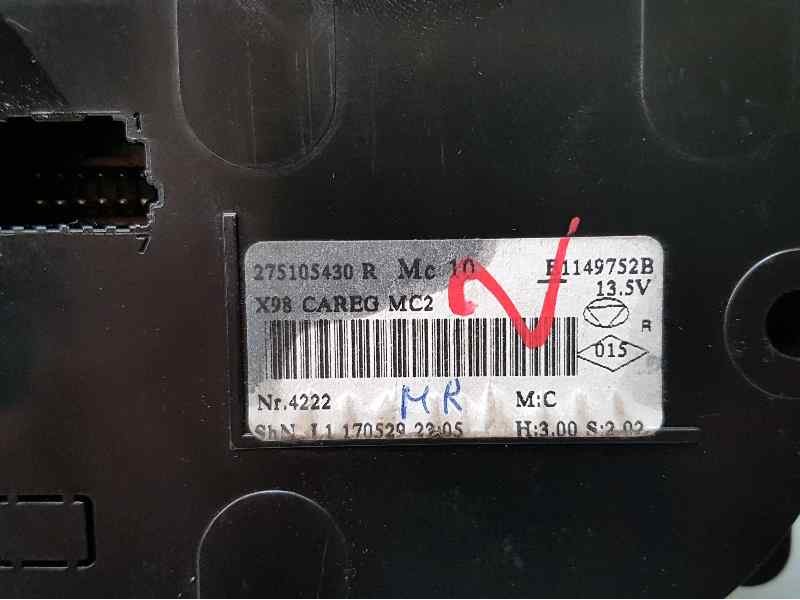 1
7
275105430 R Mc 10 E1149752B
X98 CAREG MC2 13.5V
R
015
Nr.4222 MR M:C
ShN L1 170529 23:05 H:3.00 S:2.02